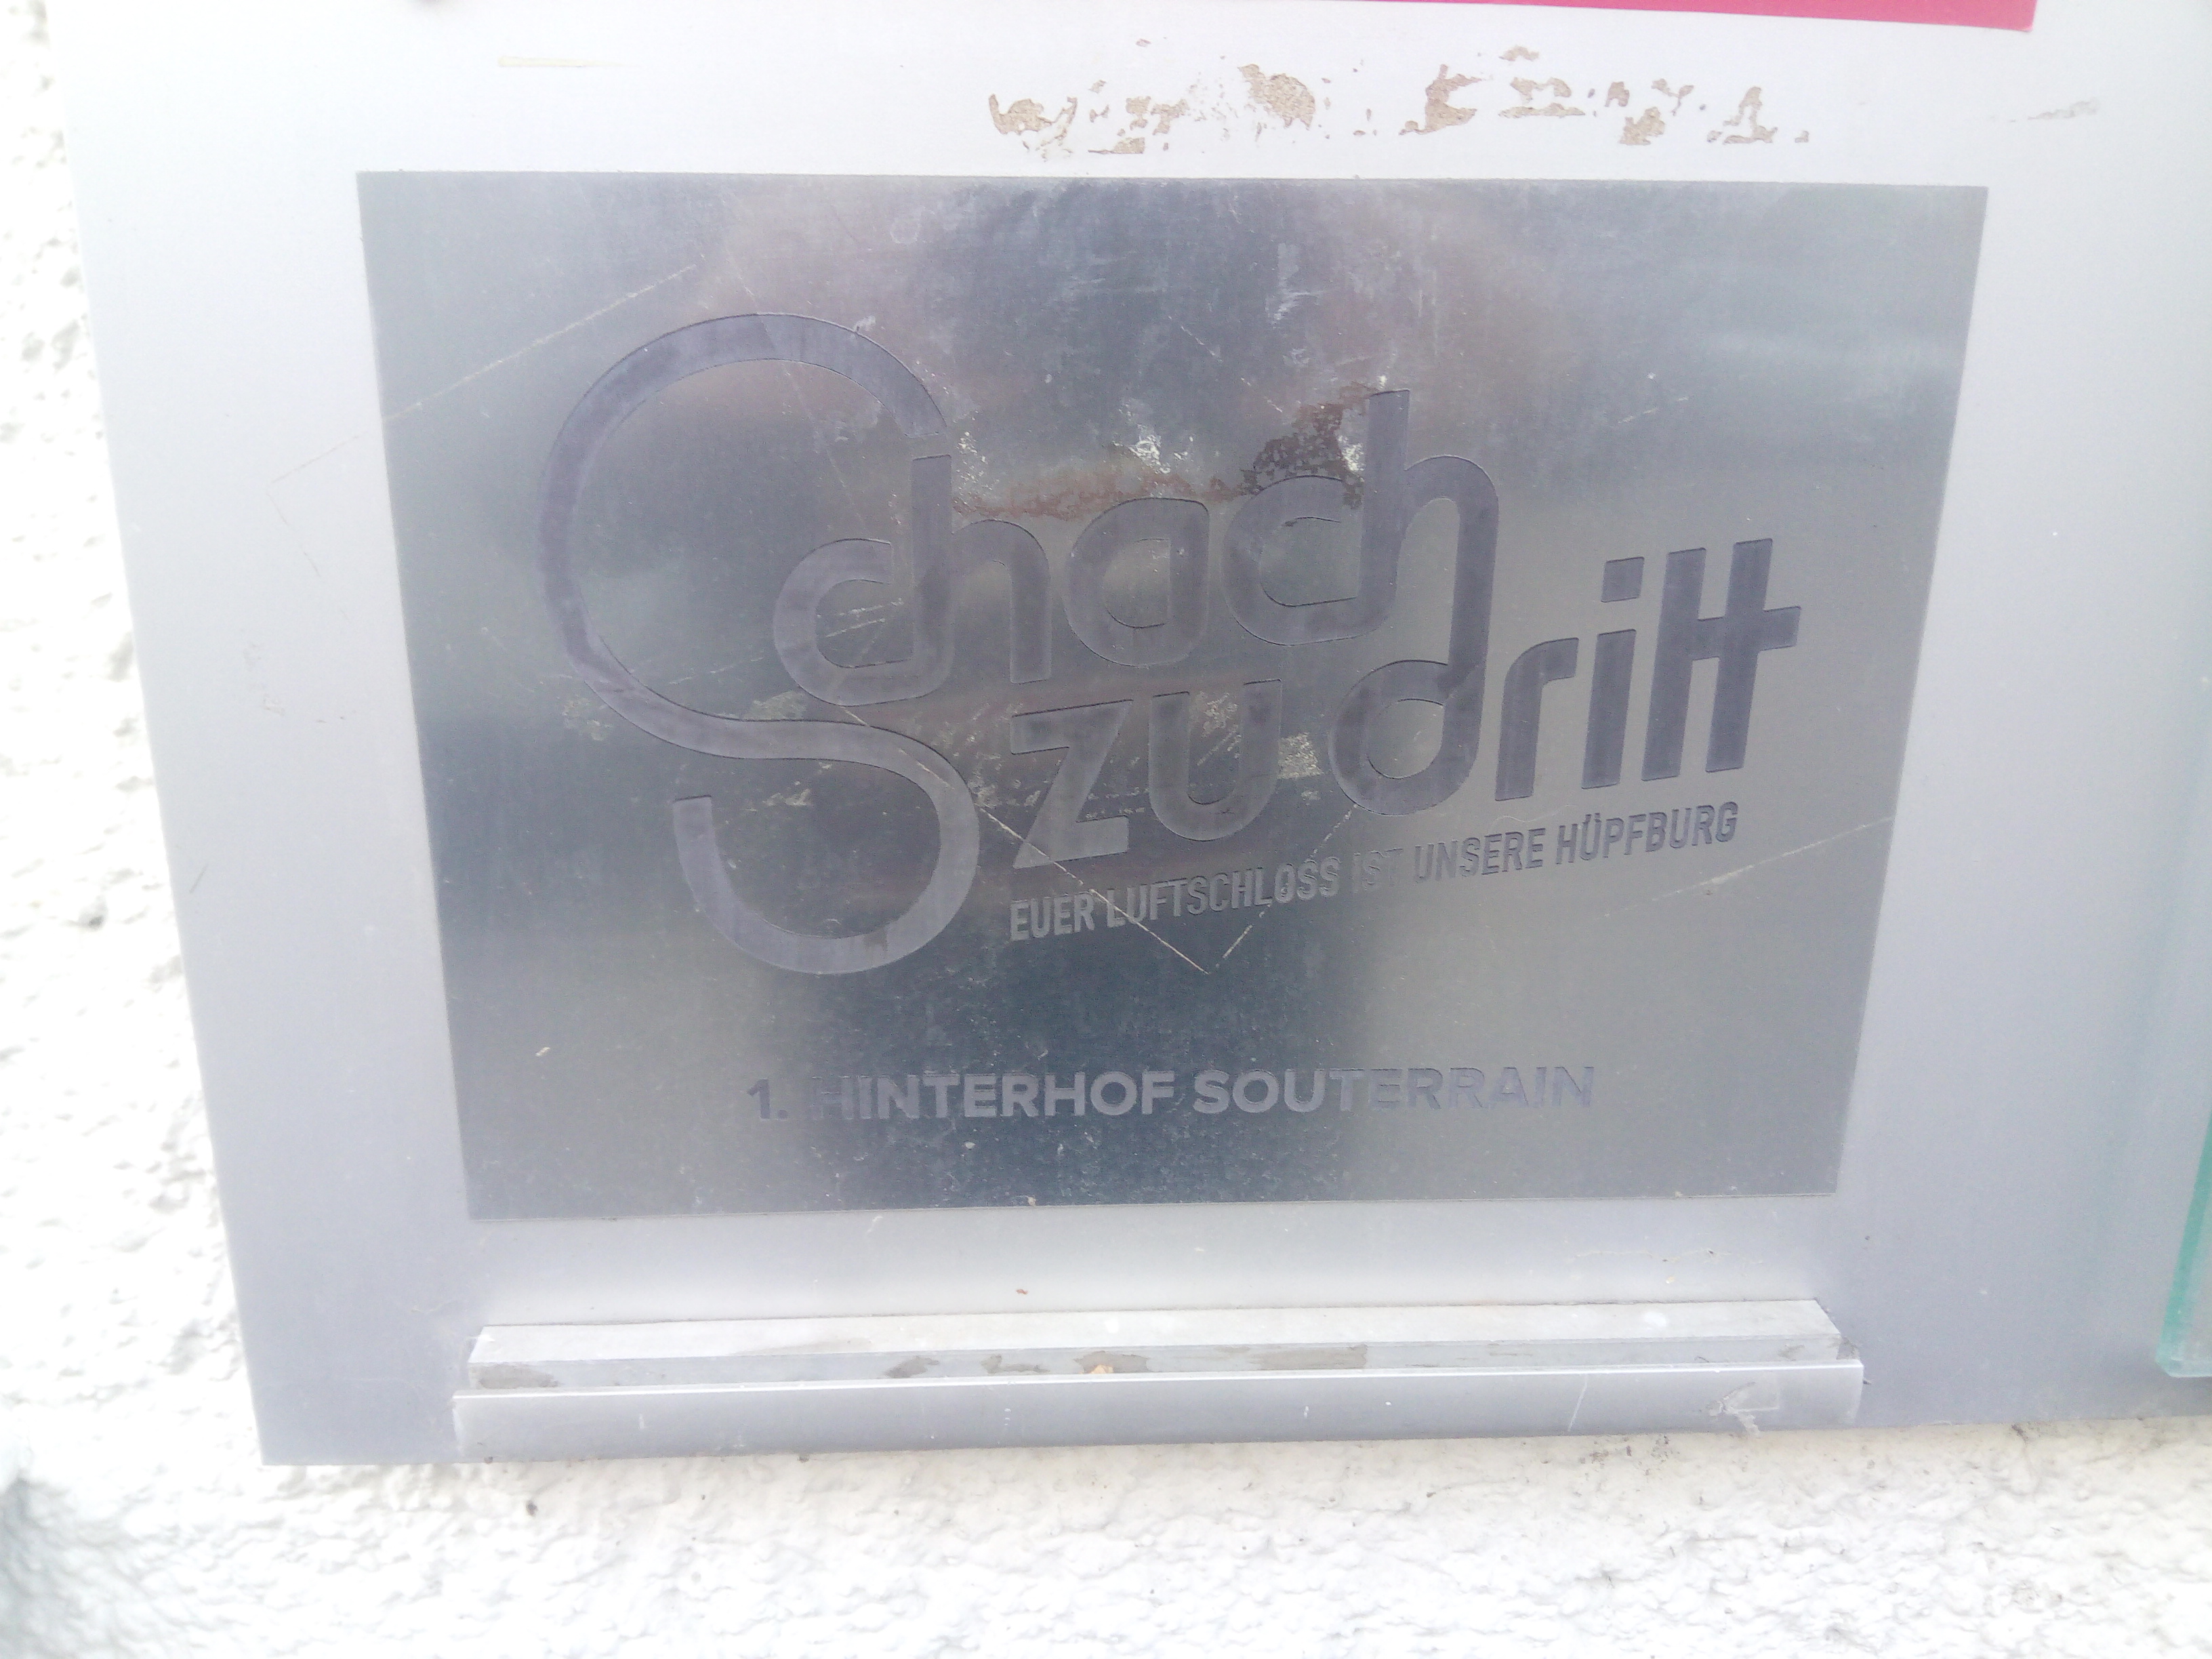 Schach
zu dritt
EUER LUFTSCHLOSS IST UNSERE HÜPFBURG
1. HINTERHOF SOUTERRAIN